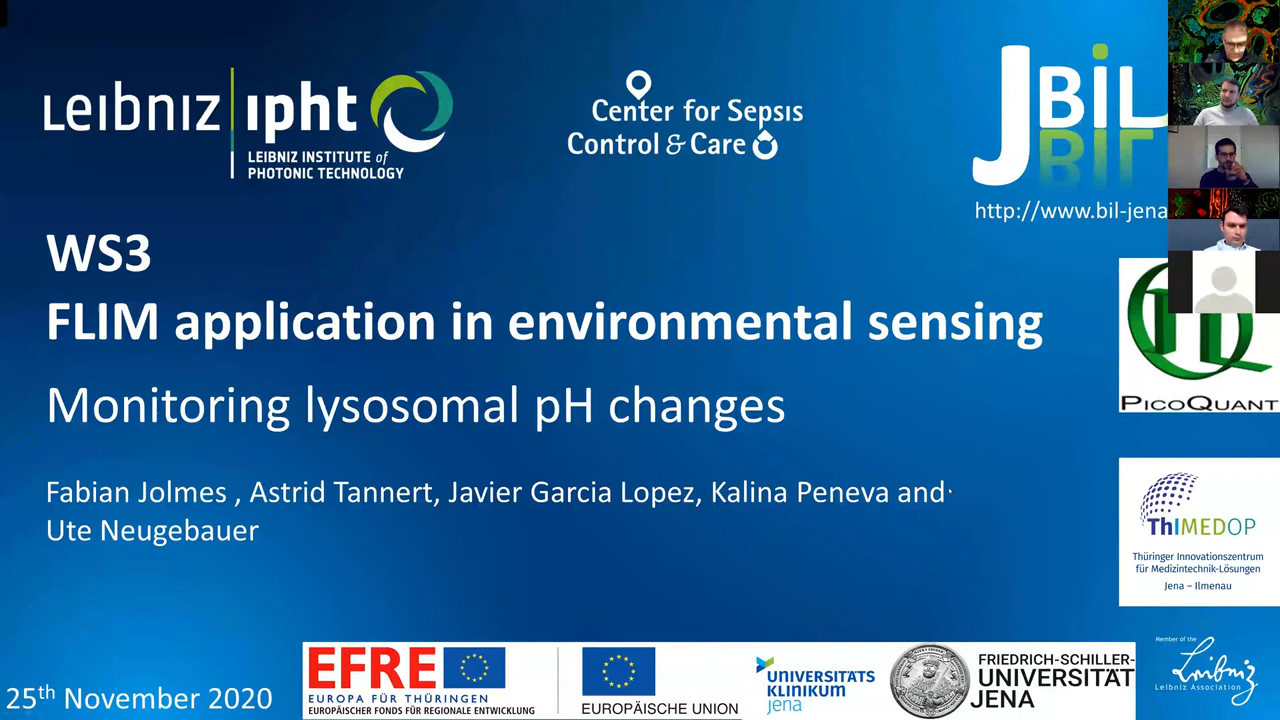 Leibniz ipht
LEIBNIZ INSTITUTE of
PHOTONIC TECHNOLOGY
Center for Sepsis
Control & Care
JBIL
http://www.bil-jena
WS3
FLIM application in environmental sensing
Monitoring lysosomal pH changes
Fabian Jolmes , Astrid Tannert, Javier Garcia Lopez, Kalina Peneva and
Ute Neugebauer
PICOQUANT
ThIMEDOP
Thüringer Innovationszentrum
für Medizintechnik-Lösungen
Jena – Ilmenau
25th November 2020
EFRE
EUROPA FÜR THÜRINGEN
EUROPÄISCHER FONDS FÜR REGIONALE ENTWICKLUNG
EUROPÄISCHE UNION
UNIVERSITÄTS
KLINIKUM
jena
FRIEDRICH-SCHILLER-
UNIVERSITÄT
JENA
Member of the
Leibniz
Leibniz Association